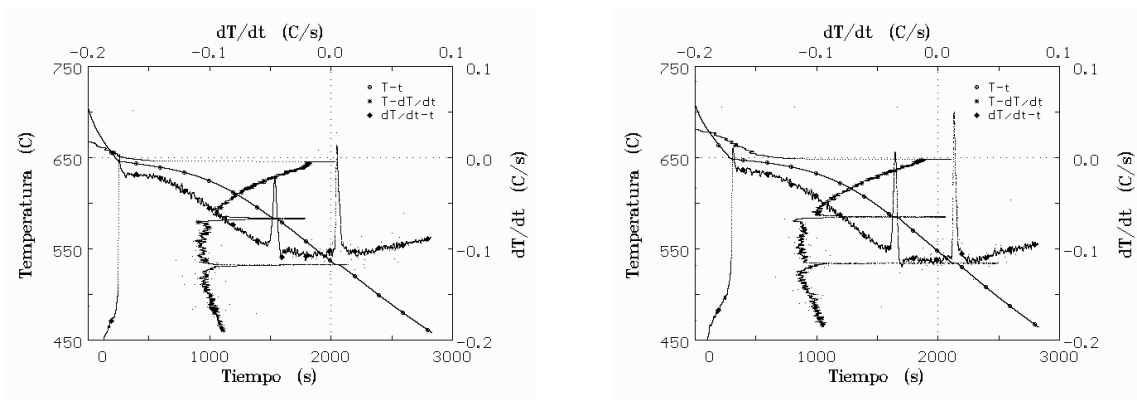 dT/dt (C/s)
-0.2 -0.1 0.0 0.1
750 650 550 450
Temperatura (C)
T-t
T-dT/dt
dT/dt-t
0.1 0.0 -0.1 -0.2
dT/dt (C/s)
0 1000 2000 3000
Tiempo (s)
dT/dt (C/s)
-0.2 -0.1 0.0 0.1
750 650 550 450
Temperatura (C)
T-t
T-dT/dt
dT/dt-t
0.1 0.0 -0.1 -0.2
dT/dt (C/s)
0 1000 2000 3000
Tiempo (s)